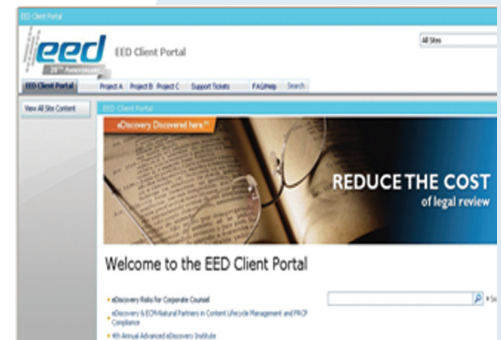 EED Client Portal
eed
EED Client Portal
All Sites
20TH Anniversary
EED Client Portal Project A Project B Project C Support Tickets FAQ/Help Search
View All Site Content
EED Client Portal
eDiscovery Discovered here.
REDUCE THE COST
of legal review
Welcome to the EED Client Portal
eDiscovery Risks for Corporate Counsel
eDiscovery & ECM-Natural Partners in Content Lifecycle Management and FRCP
Compliance
4th Annual Advanced eDiscovery Institute